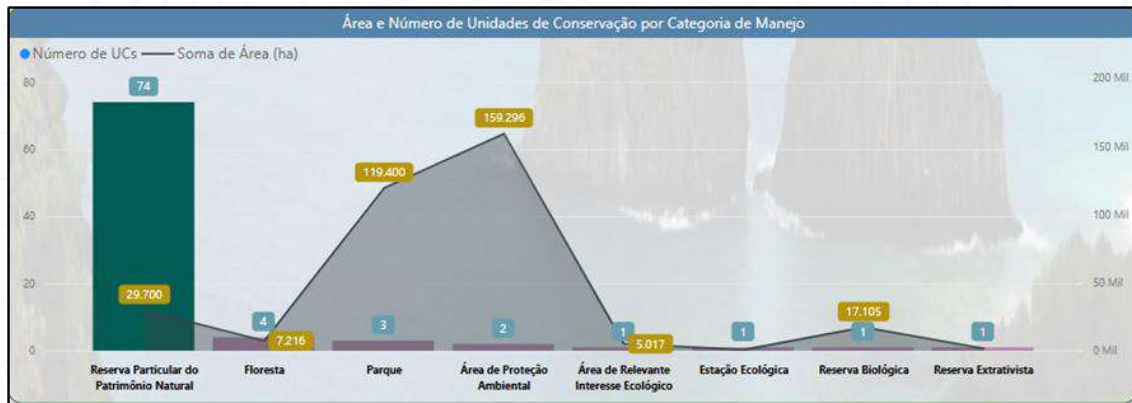 Área e Número de Unidades de Conservação por Categoria de Manejo
Número de UCs Soma de Área (ha)
80
60
40
20
0
200 Mil
150 Mil
100 Mil
50 Mil
0 Mil
74
4
3
2
1
1
1
1
29.700
7.216
119.400
159.296
5.017
17.105
Reserva Particular do
Patrimônio Natural
Floresta
Parque
Área de Proteção
Ambiental
Área de Relevante
Interesse Ecológico
Estação Ecológica
Reserva Biológica
Reserva Extrativista